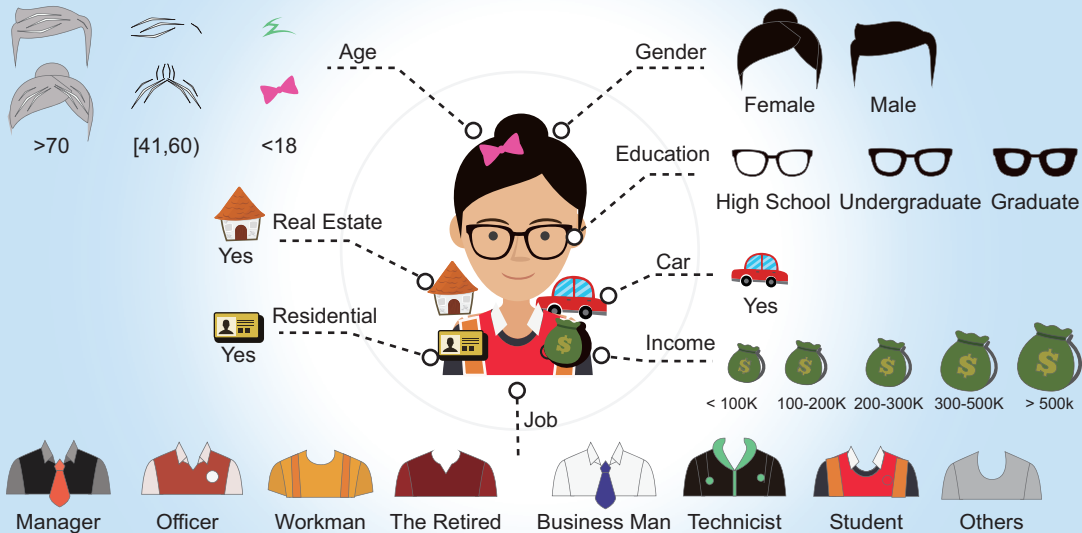 Age
Gender
Female
Male
>70
[41,60)
<18
Education
High School
Undergraduate
Graduate
Real Estate
Yes
Car
Yes
Residential
Yes
Income
< 100K
100-200K
200-300K
300-500K
> 500k
$
$
$
$
$
$
Job
Manager
Officer
Workman
The Retired
Business Man
Technicist
Student
Others